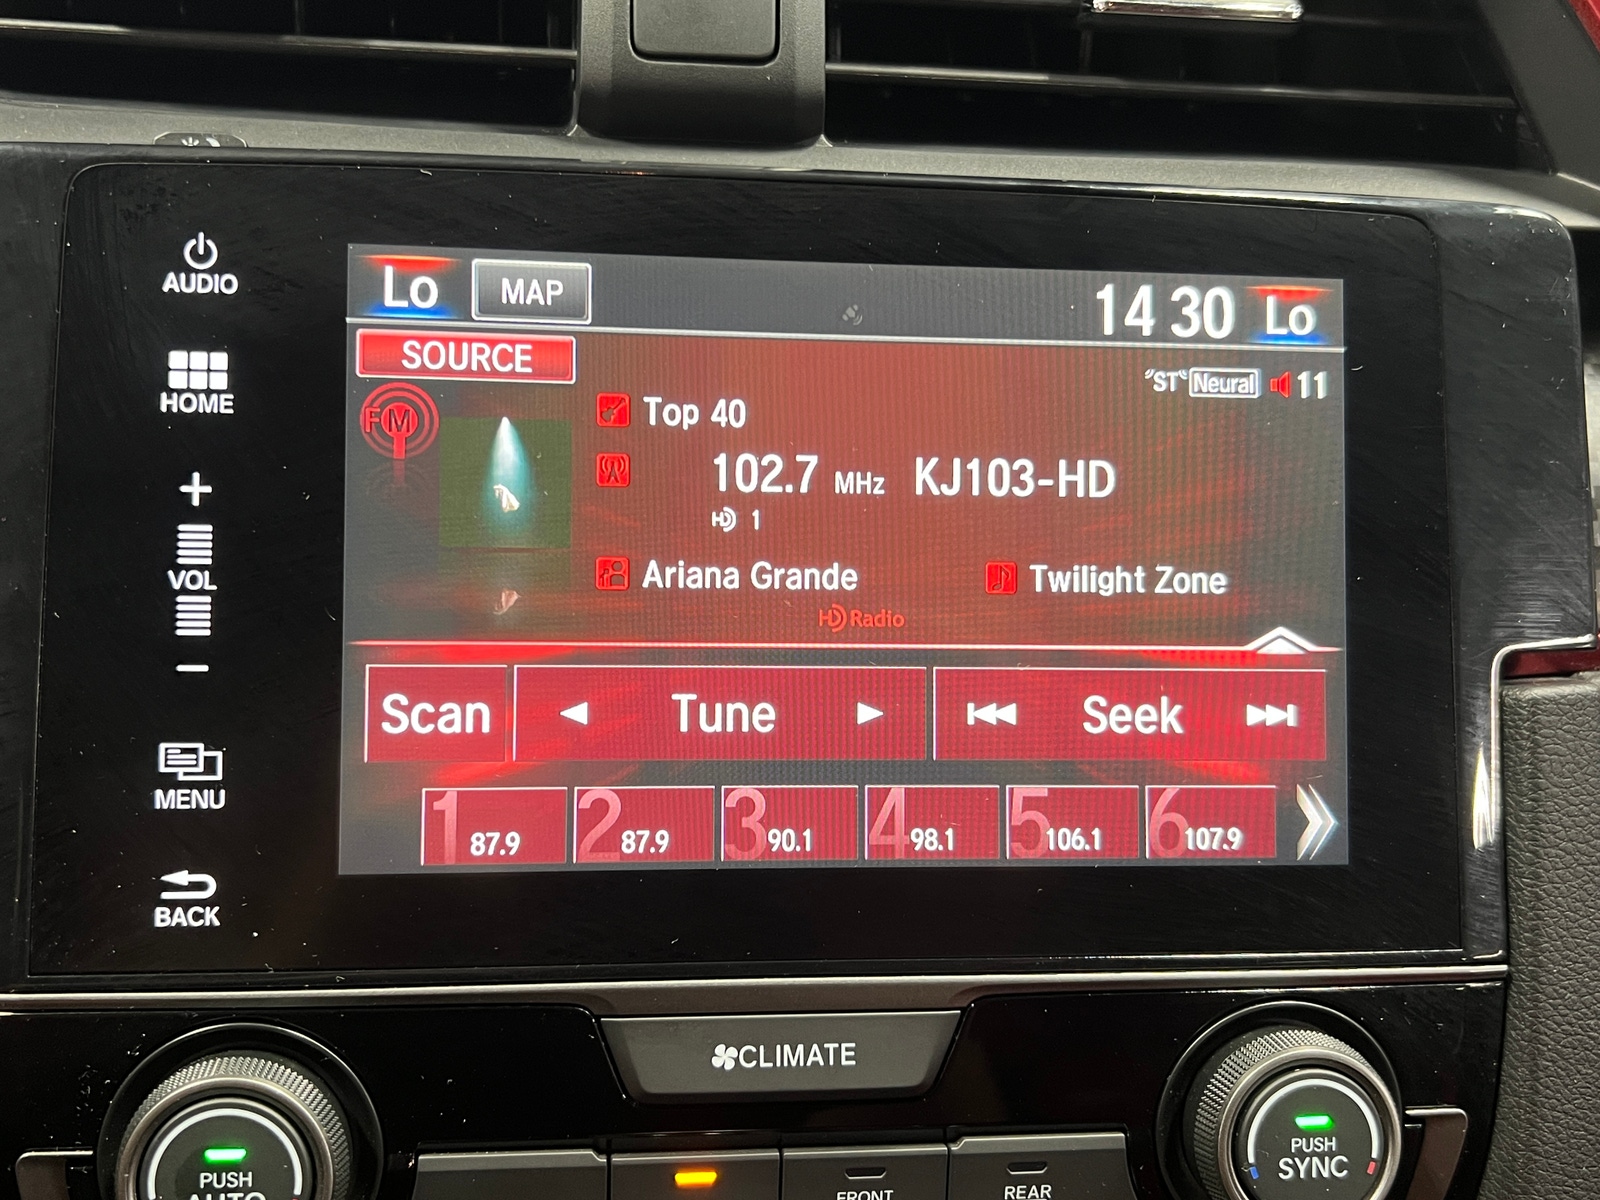 AUDIO
HOME
+
VOL
-
MENU
BACK
Lo
MAP
14 30
Lo
SOURCE
"ST" Neural 11
FM
Top 40
102.7 MHz KJ103-HD
HD 1
Ariana Grande
Twilight Zone
HD Radio
Scan
Tune
Seek
1 87.9
2 87.9
3 90.1
4 98.1
5 106.1
6 107.9
CLIMATE
PUSH
AUTO
FRONT
REAR
PUSH
SYNC